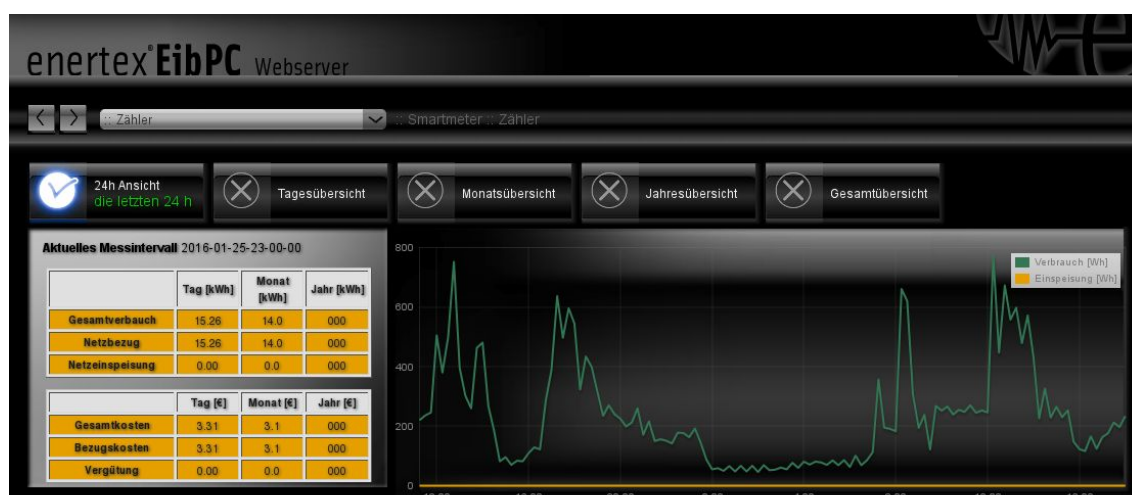 enertex® EibPC Webserver
:: Zähler
:: Smartmeter :: Zähler
24h Ansicht
die letzten 24 h
Tagesübersicht
Monatsübersicht
Jahresübersicht
Gesamtübersicht
Aktuelles Messintervall 2016-01-25-23-00-00
Tag [kWh] Monat [kWh] Jahr [kWh]
Gesamtverbauch 15.26 14.0 000
Netzbezug 15.26 14.0 000
Netzeinspeisung 0.00 0.0 000
Tag [€] Monat [€] Jahr [€]
Gesamtkosten 3.31 3.1 000
Bezugskosten 3.31 3.1 000
Vergütung 0.00 0.0 000
800
600
400
200
0
Verbrauch [Wh]
Einspeisung [Wh]